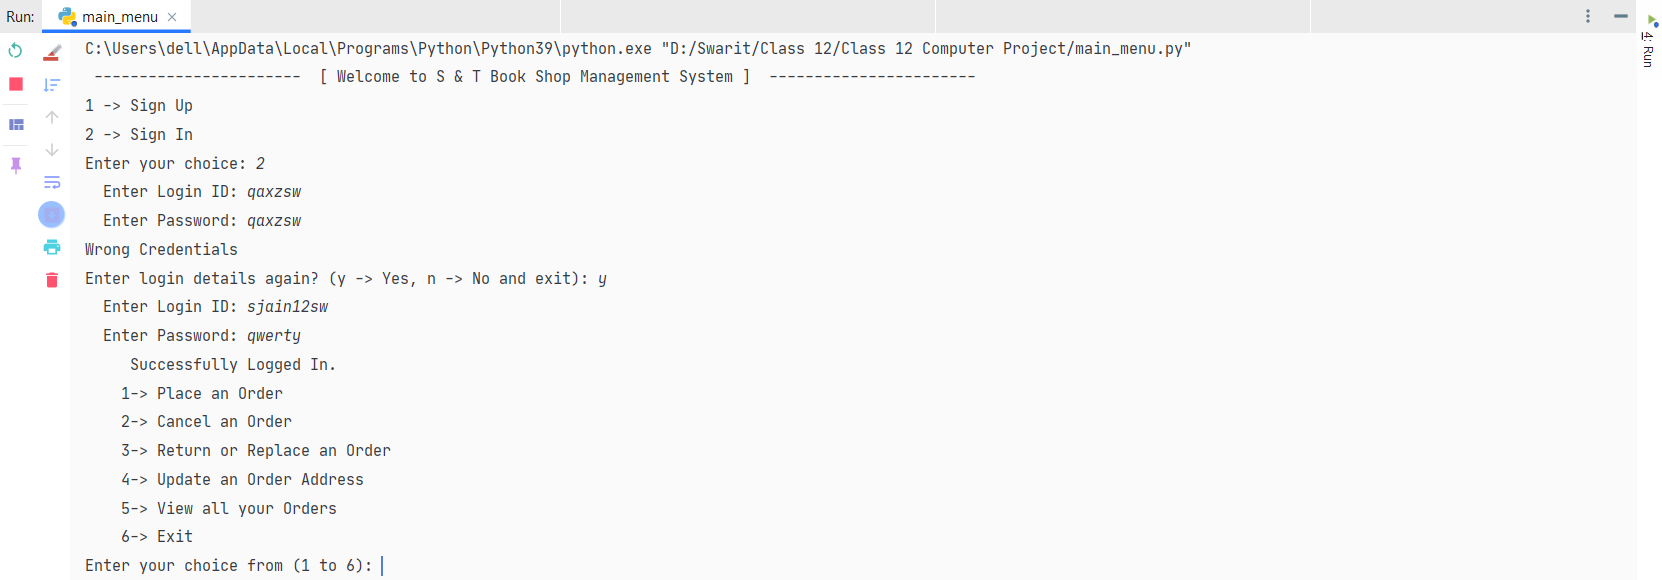 Run: main_menu
C:\Users\dell\AppData\Local\Programs\Python\Python39\python.exe "D:/Swarit/Class 12/Class 12 Computer Project/main_menu.py"
----------------------- [ Welcome to S & T Book Shop Management System ] -----------------------
1 -> Sign Up
2 -> Sign In
Enter your choice: 2
Enter Login ID: qaxzsw
Enter Password: qaxzsw
Wrong Credentials
Enter login details again? (y -> Yes, n -> No and exit): y
Enter Login ID: sjain12sw
Enter Password: qwerty
Successfully Logged In.
1-> Place an Order
2-> Cancel an Order
3-> Return or Replace an Order
4-> Update an Order Address
5-> View all your Orders
6-> Exit
Enter your choice from (1 to 6):
4: Run